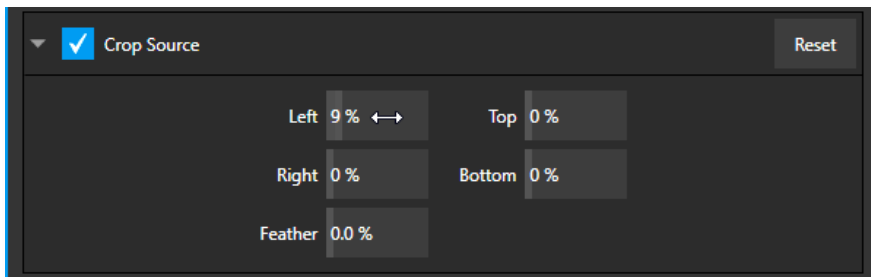 Crop Source Reset
Left 9 % Top 0 %
Right 0 % Bottom 0 %
Feather 0.0 %